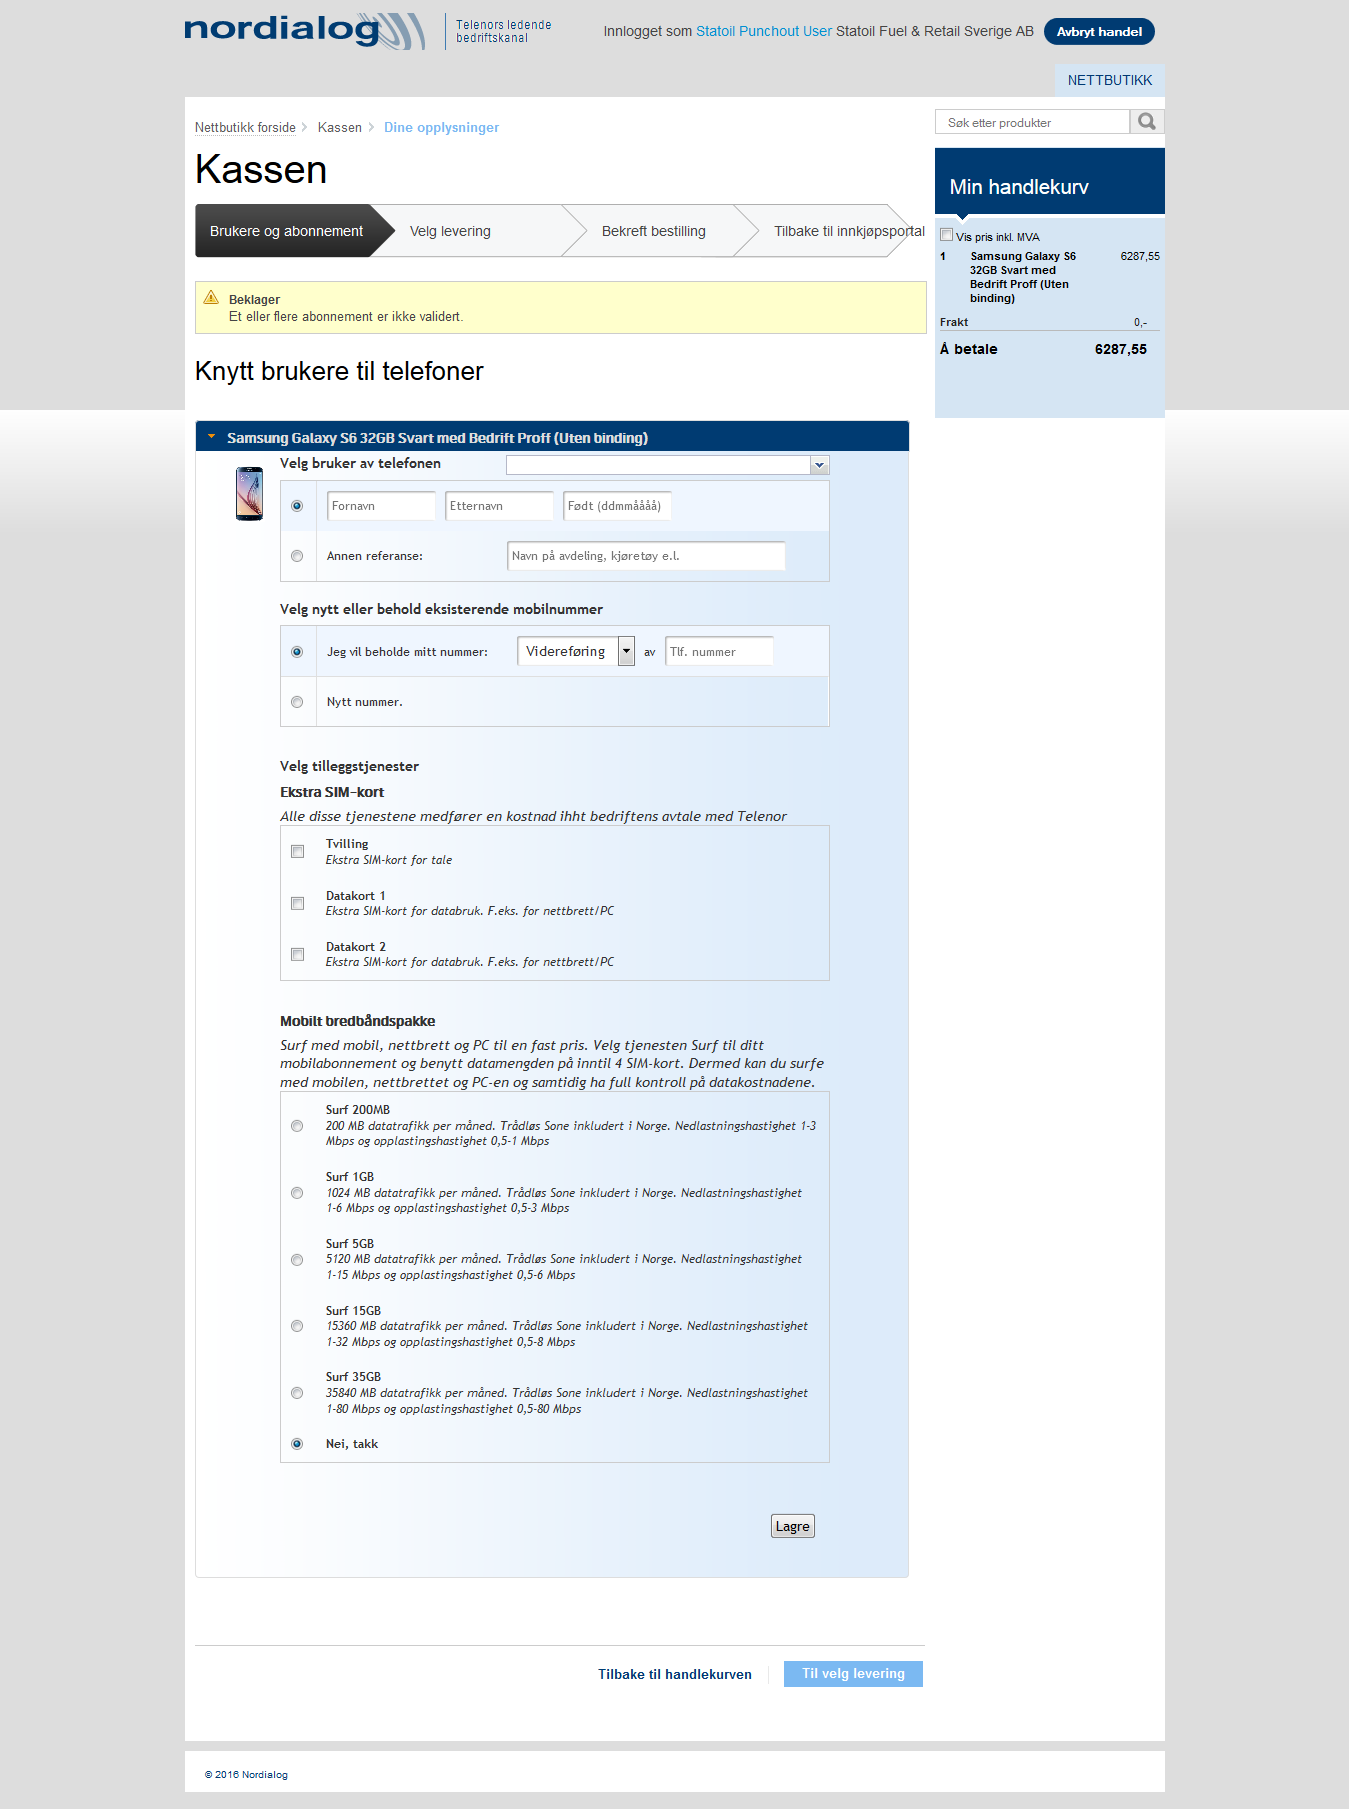 nordialog
Telenors ledende
bedriftskanal
Innlogget som Statoil Punchout User Statoil Fuel & Retail Sverige AB
Avbryt handel
NETTBUTIKK
Nettbutikk forside
Kassen
Dine opplysninger
Søk etter produkter
Kassen
Brukere og abonnement
Velg levering
Bekreft bestilling
Tilbake til innkjøpsportal
Min handlekurv
Vis pris inkl. MVA
1 Samsung Galaxy S6 6287,55
32GB Svart med
Bedrift Proff (Uten
binding)
Frakt 0,-
Å betale 6287,55
Beklager
Et eller flere abonnement er ikke validert.
Knytt brukere til telefoner
Samsung Galaxy S6 32GB Svart med Bedrift Proff (Uten binding)
Velg bruker av telefonen
Fornavn
Etternavn
Født (ddmmåååå)
Annen referanse:
Navn på avdeling, kjøretøy e.l.
Velg nytt eller behold eksisterende mobilnummer
Jeg vil beholde mitt nummer:
Videreføring
av
Tlf. nummer
Nytt nummer.
Velg tilleggstjenester
Ekstra SIM-kort
Alle disse tjenestene medfører en kostnad ihht bedriftens avtale med Telenor
Tvilling
Ekstra SIM-kort for tale
Datakort 1
Ekstra SIM-kort for databruk. F.eks. for nettbrett/PC
Datakort 2
Ekstra SIM-kort for databruk. F.eks. for nettbrett/PC
Mobilt bredbåndspakke
Surf med mobil, nettbrett og PC til en fast pris. Velg tjenesten Surf til ditt
mobilabonnement og benytt datamengden på inntil 4 SIM-kort. Dermed kan du surfe
med mobilen, nettbrettet og PC-en og samtidig ha full kontroll på datakostnadene.
Surf 200MB
200 MB datatrafikk per måned. Trådløs Sone inkludert i Norge. Nedlastningshastighet 1-3
Mbps og opplastingshastighet 0,5-1 Mbps
Surf 1GB
1024 MB datatrafikk per måned. Trådløs Sone inkludert i Norge. Nedlastningshastighet
1-6 Mbps og opplastingshastighet 0,5-3 Mbps
Surf 5GB
5120 MB datatrafikk per måned. Trådløs Sone inkludert i Norge. Nedlastningshastighet
1-15 Mbps og opplastingshastighet 0,5-6 Mbps
Surf 15GB
15360 MB datatrafikk per måned. Trådløs Sone inkludert i Norge. Nedlastningshastighet
1-32 Mbps og opplastingshastighet 0,5-8 Mbps
Surf 35GB
35840 MB datatrafikk per måned. Trådløs Sone inkludert i Norge. Nedlastningshastighet
1-80 Mbps og opplastingshastighet 0,5-80 Mbps
Nei, takk
Lagre
Tilbake til handlekurven
Til velg levering
© 2016 Nordialog